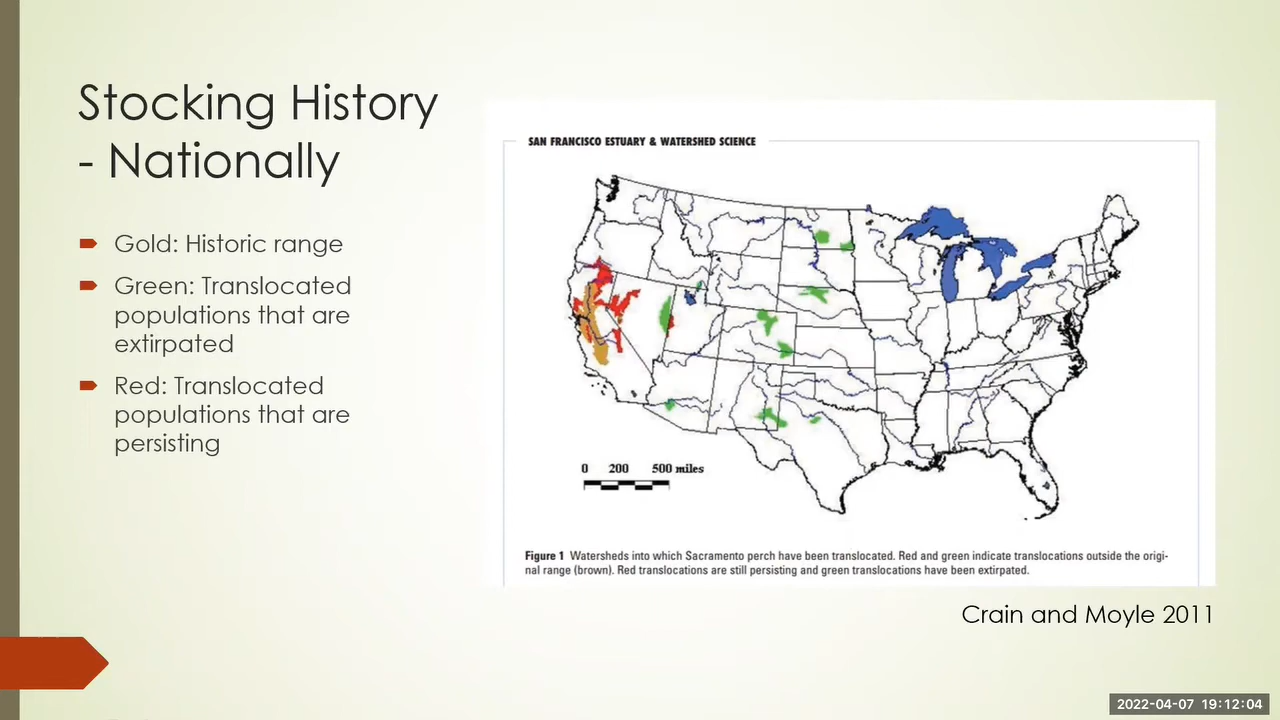 Stocking History
- Nationally
Gold: Historic range
Green: Translocated
populations that are
extirpated
Red: Translocated
populations that are
persisting
SAN FRANCISCO ESTUARY & WATERSHED SCIENCE
0 200 500 miles
Figure 1 Watersheds into which Sacramento perch have been translocated. Red and green indicate translocations outside the origi-
nal range (brown). Red translocations are still persisting and green translocations have been extirpated.
Crain and Moyle 2011
2022-04-07 19:12:04